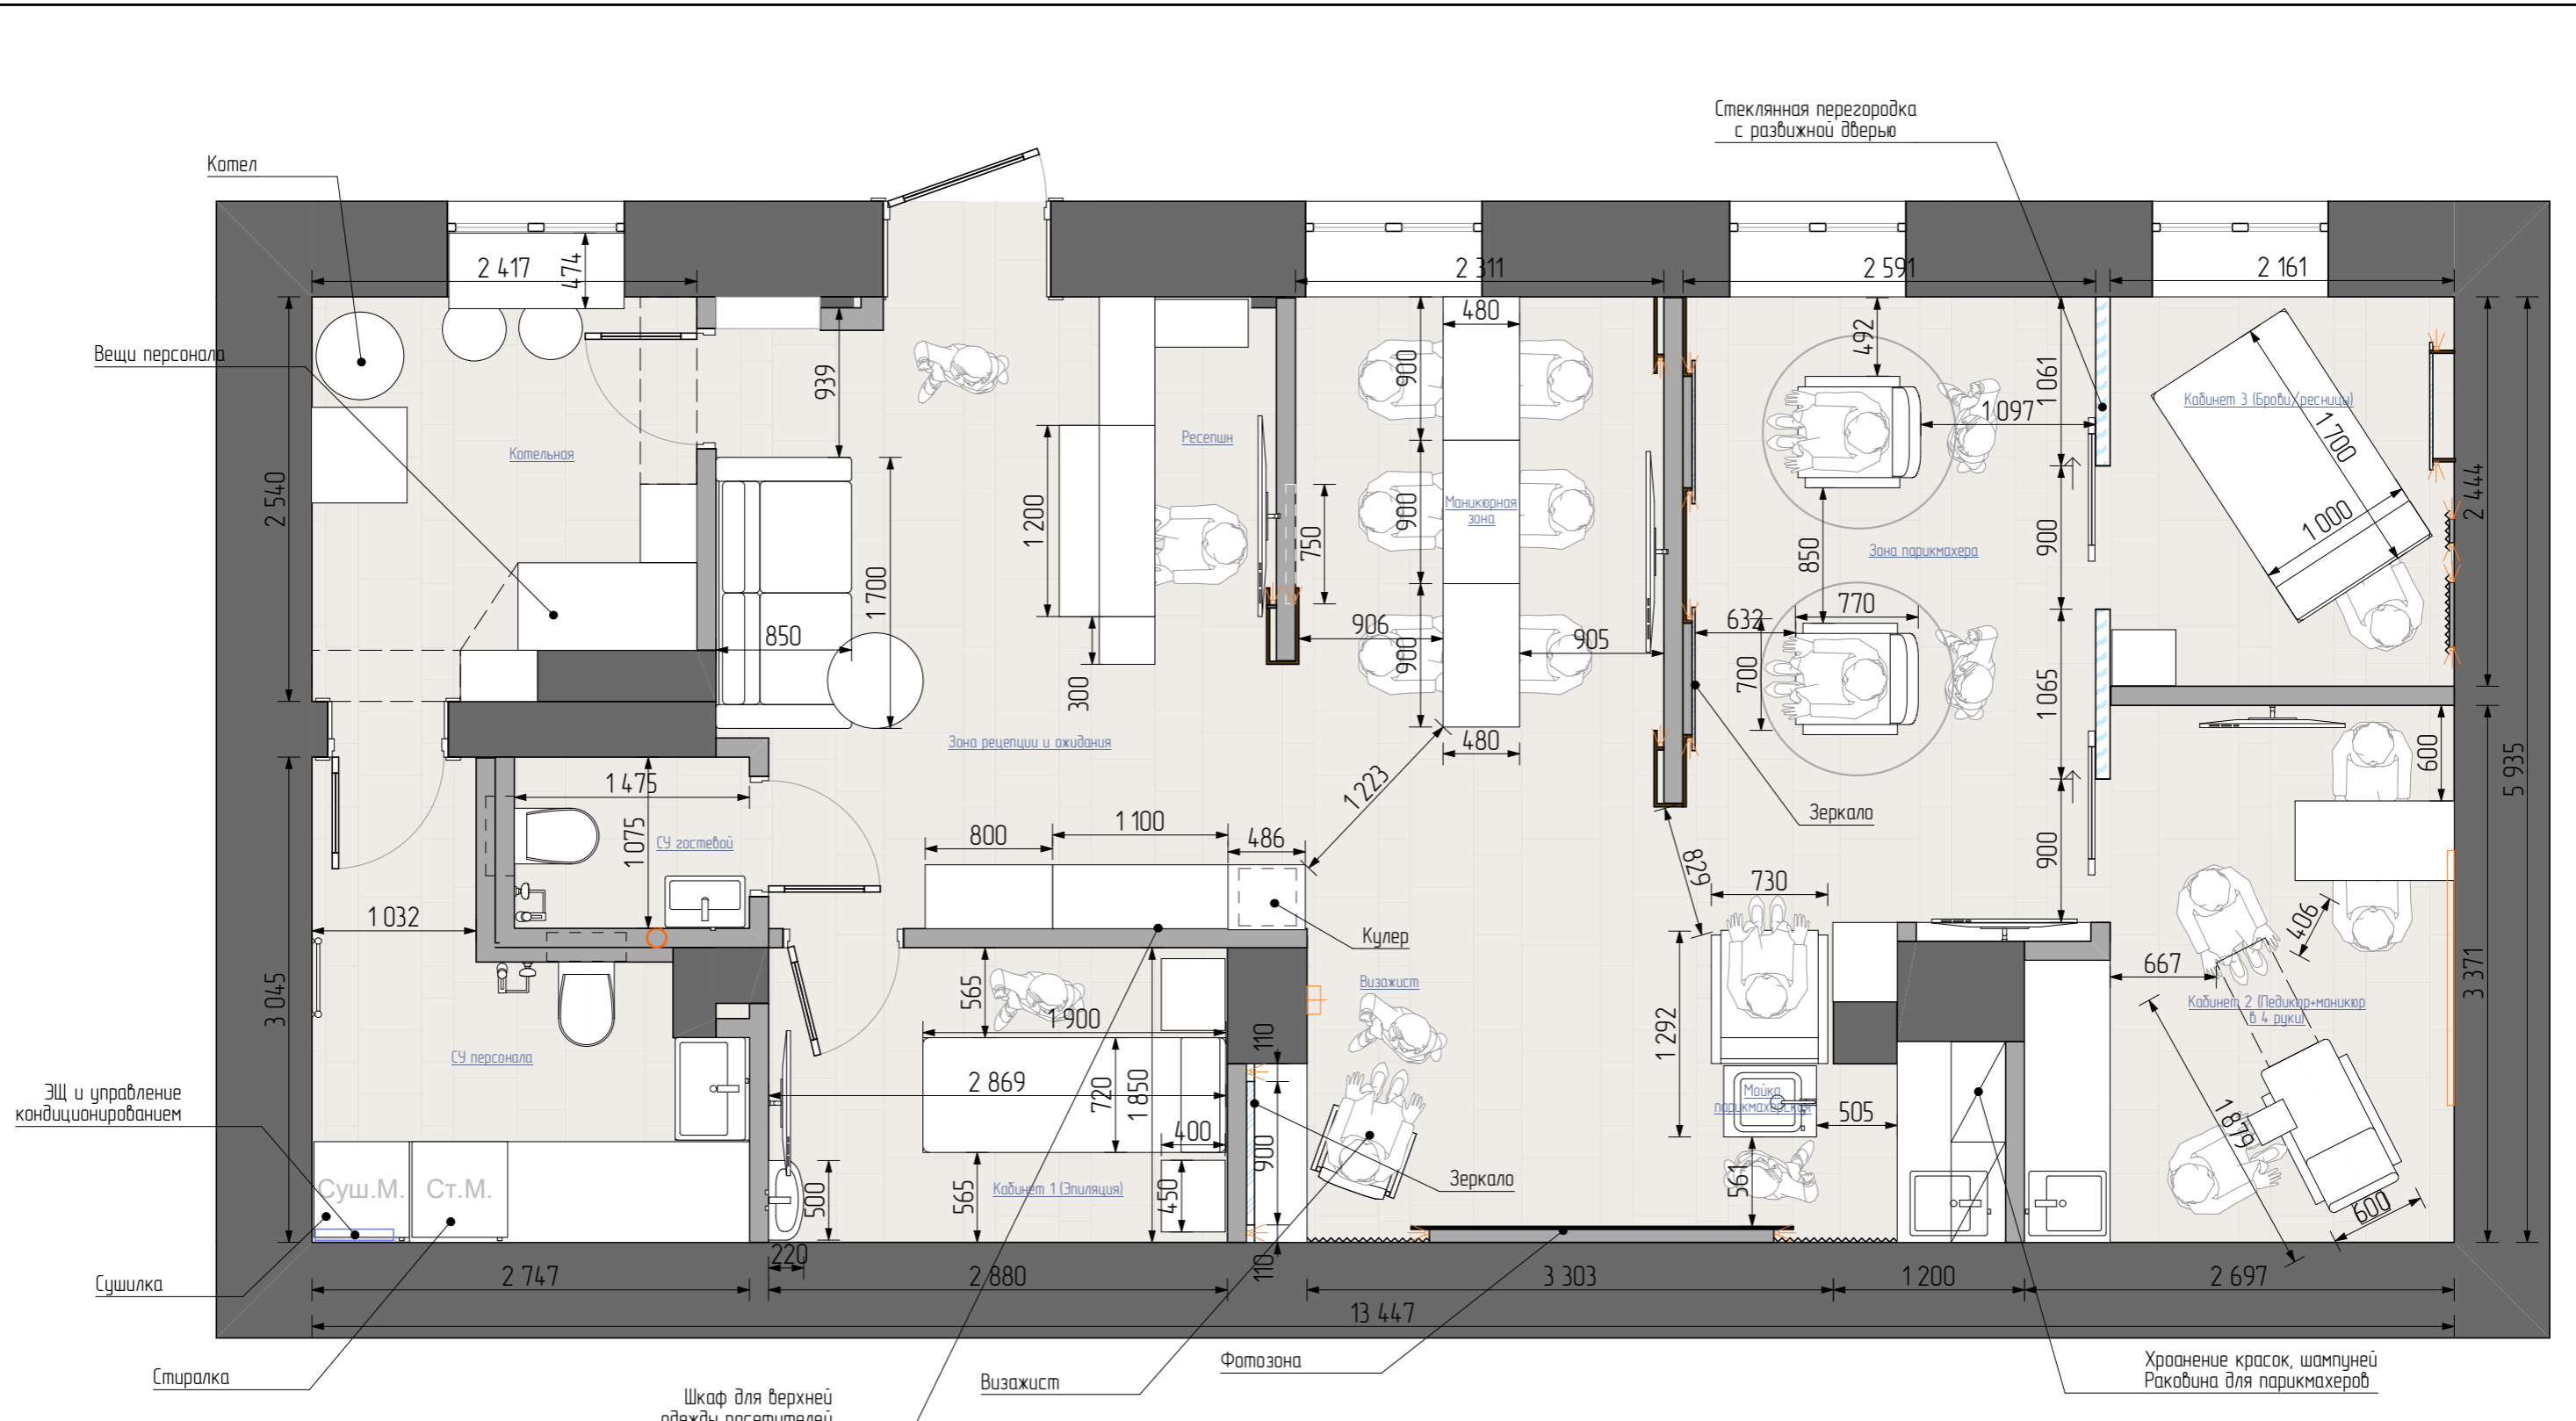 Стеклянная перегородка
с развижной дверью
Котел
2 417
474
2 311
2 591
2 161
480
492
900
939
1 061
Вещи персонала
1 097
Кабинет 3 (Брови/ресницы)
1 700
Ресепшн
Котельная
2 540
1 200
750
900
Маникюрная
зона
850
Зона парикмахера
900
2 444
1 000
1 700
850
906
905
632
770
900
700
300
1 065
Зона рецепции и ожидания
480
600
5 935
1 475
1 223
Зеркало
1 075
СУ гостевой
800
1 100
486
829
730
900
1 032
Кулер
406
667
3 045
565
1 900
Визажист
1 292
3 371
Кабинет 2 (Педикюр+маникюр
в 4 руки)
СУ персонала
110
ЭЩ и управление
кондиционированием
2 869
720
1 850
Мойка
парикмахерская
505
400
900
1 879
Суш.М.
Ст.М.
500
565
Кабинет 1 (Эпиляция)
450
Зеркало
561
600
220
110
Сушилка
2 747
2 880
3 303
1 200
2 697
13 447
Стиралка
Фотозона
Визажист
Хроанение красок, шампуней
Раковина для парикмахеров
Шкаф для верхней
одежды посетителей